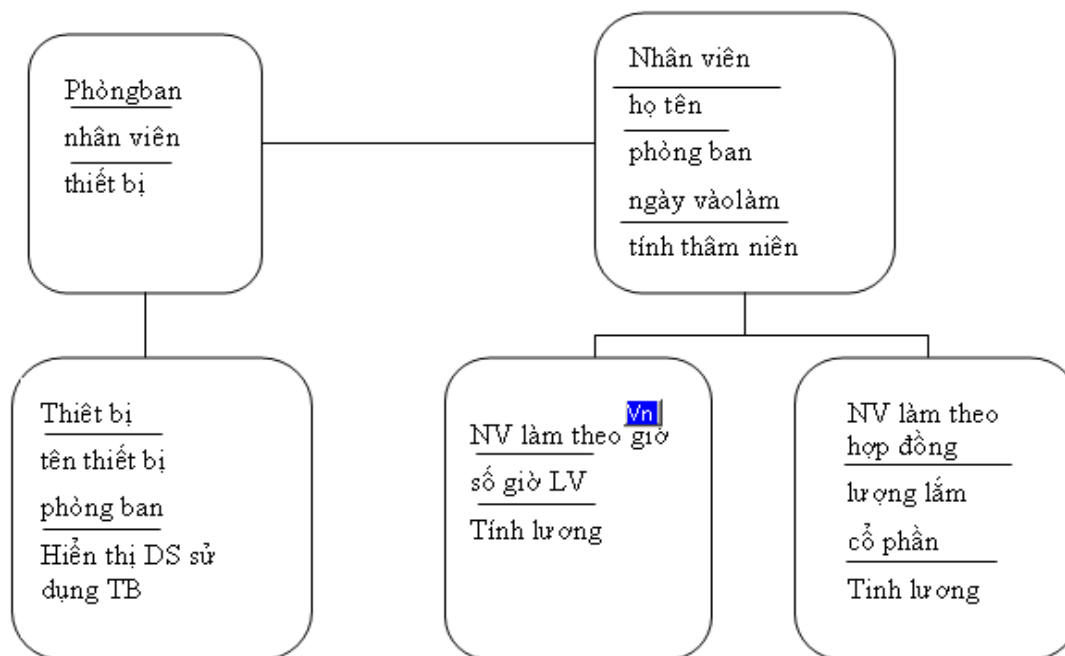 Phòngban
nhân viên
thiết bị
Nhân viên
họ tên
phòng ban
ngày vàolàm
tính thâm niên
Thiêt bị
tên thiết bị
phòng ban
Hiển thị DS sử
dụng TB
Vn
NV làm theo giờ
số giờ LV
Tính lương
NV làm theo
hợp đồng
lượng lắm
cổ phần
Tinh lương